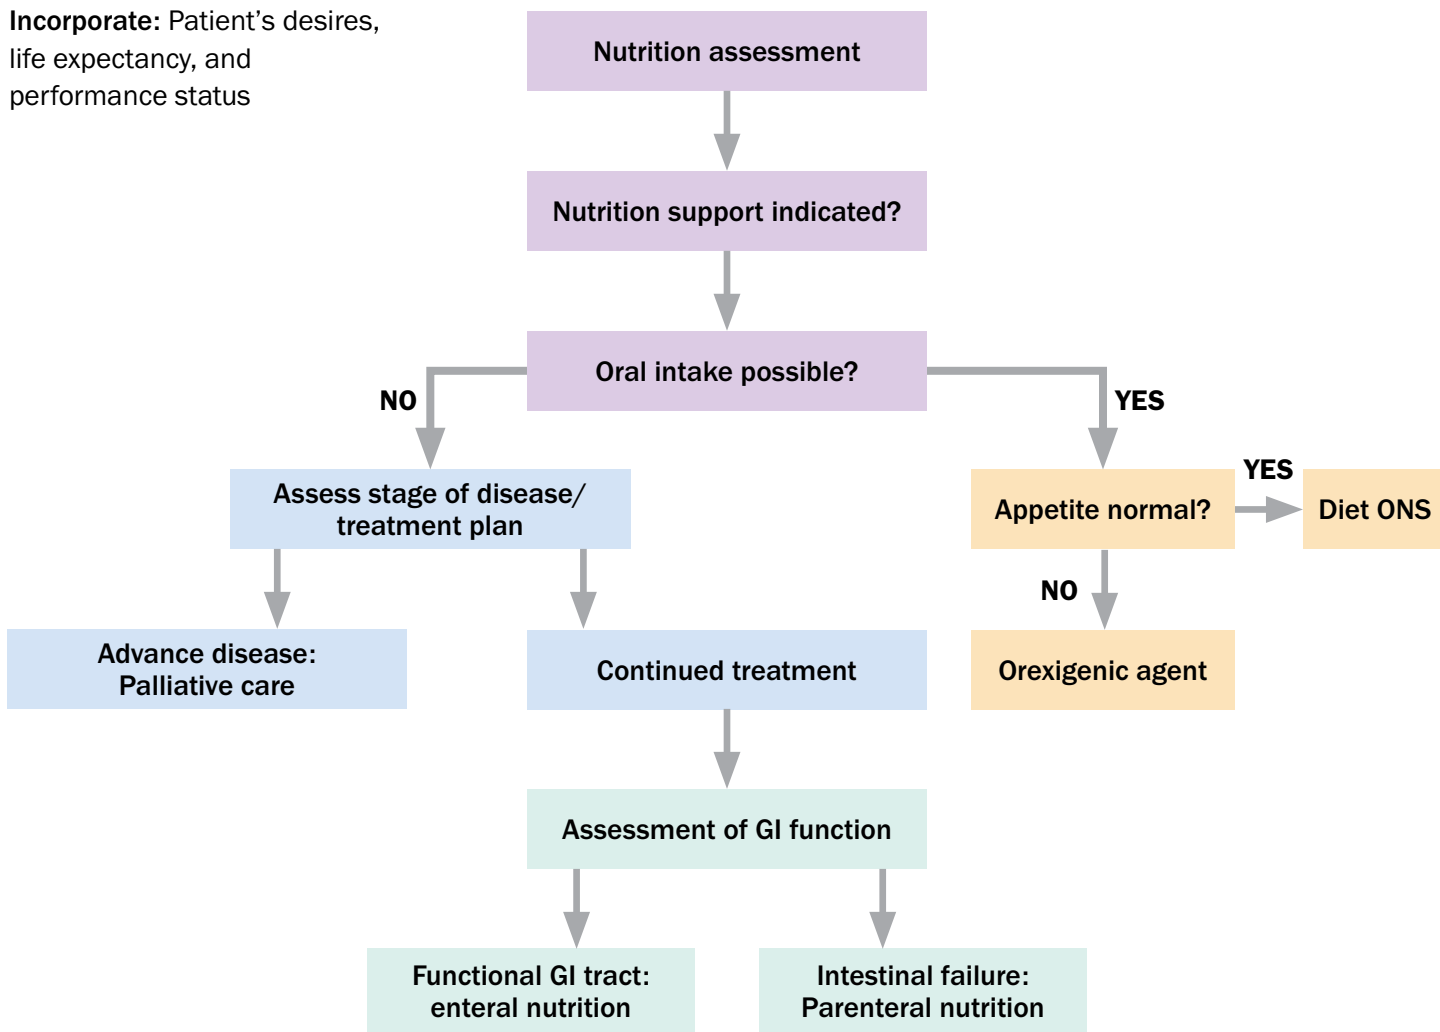 Incorporate: Patient's desires,
life expectancy, and
performance status
Nutrition assessment
Nutrition support indicated?
Oral intake possible?
NO
YES
Assess stage of disease/
treatment plan
Appetite normal?
YES
Diet ONS
NO
Advance disease:
Palliative care
Continued treatment
Orexigenic agent
Assessment of GI function
Functional GI tract:
enteral nutrition
Intestinal failure:
Parenteral nutrition